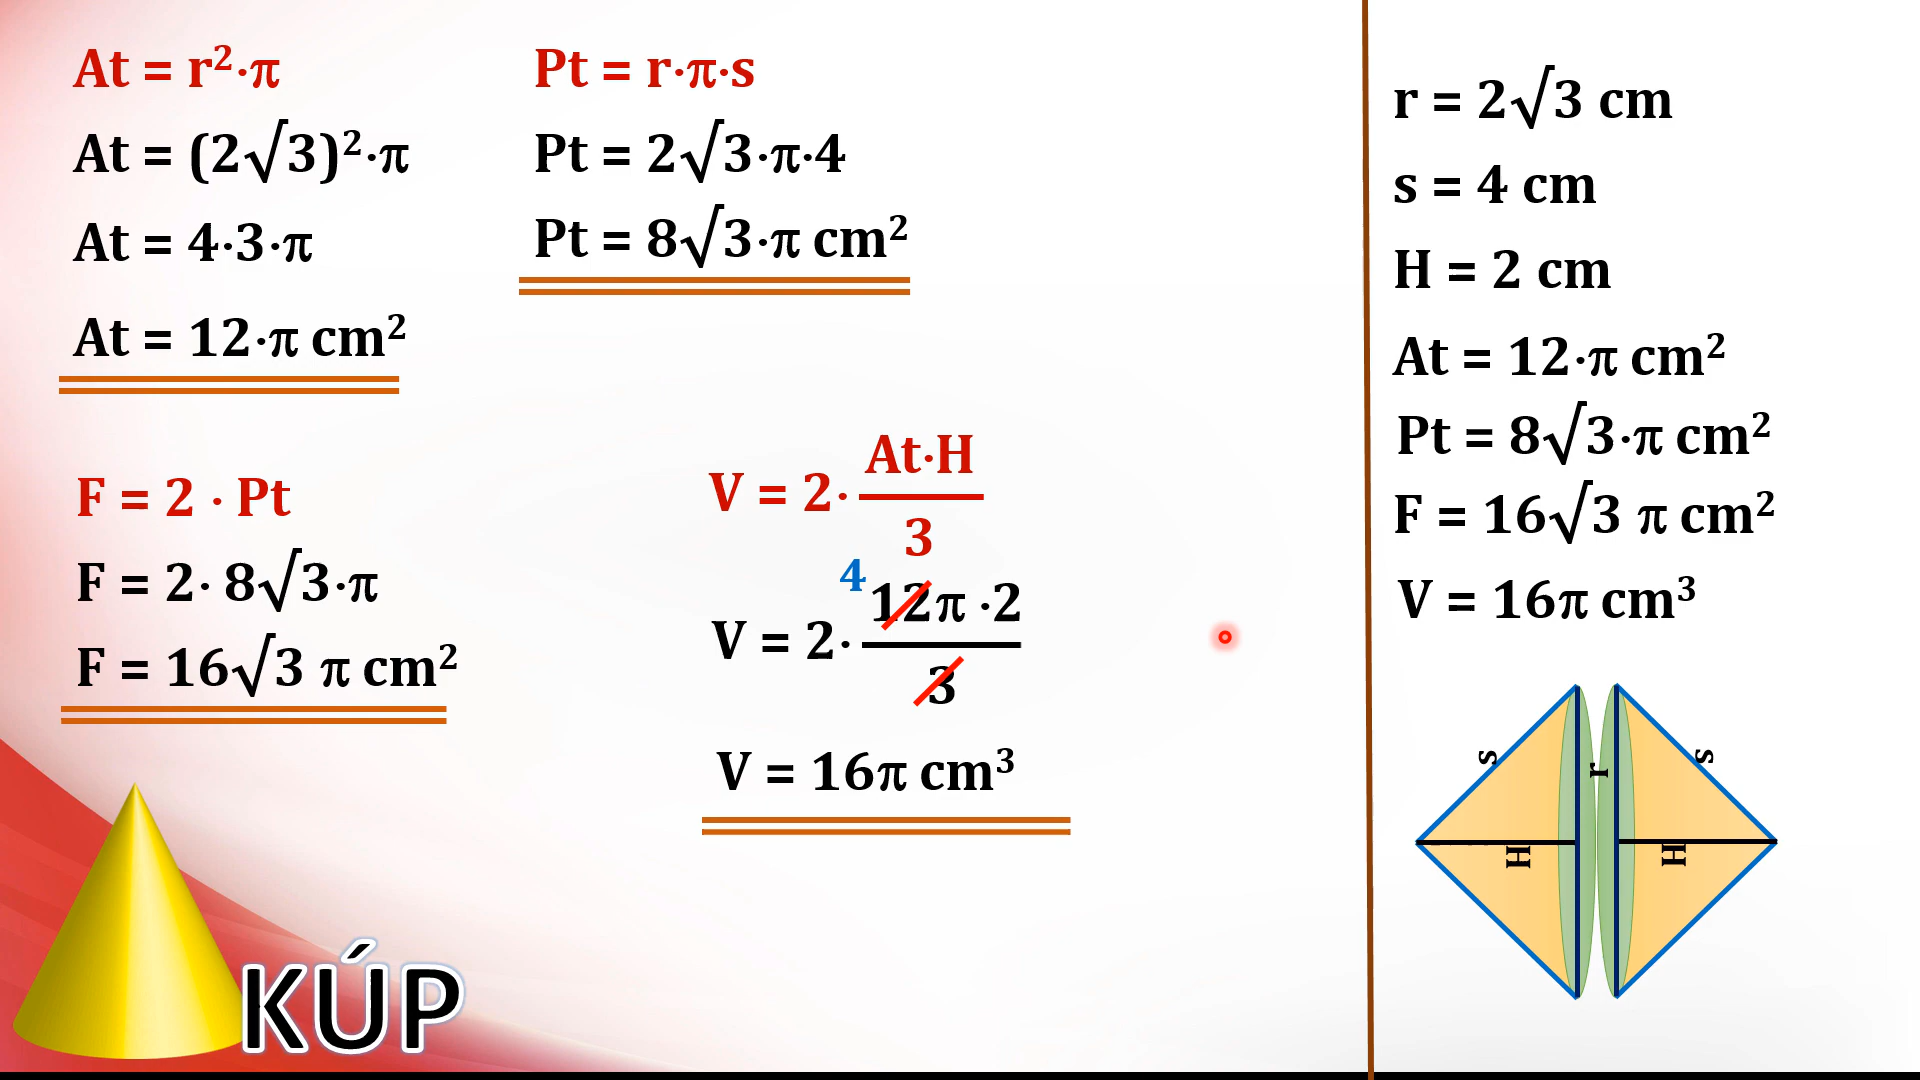 At = r²·π
At = (2√3)²·π
At = 4·3·π
At = 12·π cm²
Pt = r·π·s
Pt = 2√3·π·4
Pt = 8√3·π cm²
F = 2 · Pt
F = 2· 8√3·π
F = 16√3 π cm²
V = 2· At·H / 3
4
V = 2· 12π ·2 / 3
V = 16π cm³
r = 2√3 cm
s = 4 cm
H = 2 cm
At = 12·π cm²
Pt = 8√3·π cm²
F = 16√3 π cm²
V = 16π cm³
s
r
s
H
H
KÚP